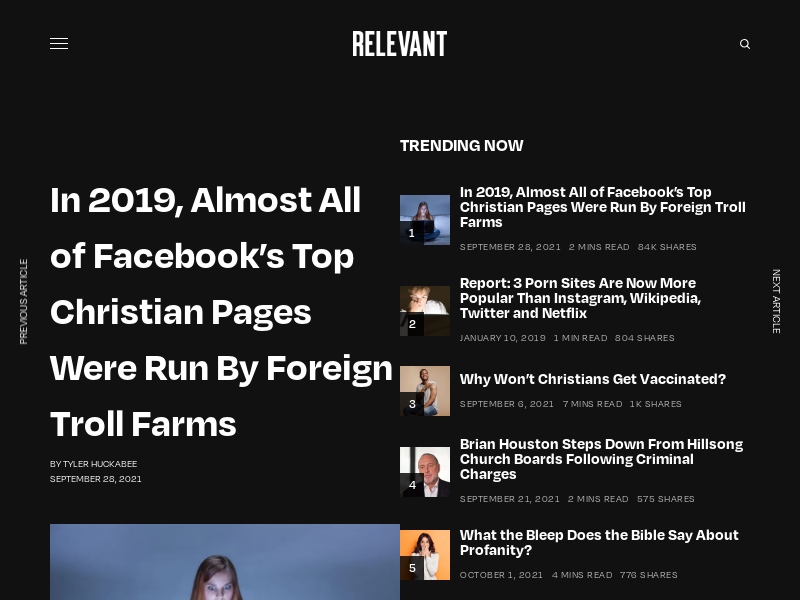 RELEVANT
PREVIOUS ARTICLE
In 2019, Almost All
of Facebook's Top
Christian Pages
Were Run By Foreign
Troll Farms
BY TYLER HUCKABEE
SEPTEMBER 28, 2021
TRENDING NOW
1
In 2019, Almost All of Facebook's Top
Christian Pages Were Run By Foreign Troll
Farms
SEPTEMBER 28, 2021 2 MINS READ 84K SHARES
2
Report: 3 Porn Sites Are Now More
Popular Than Instagram, Wikipedia,
Twitter and Netflix
JANUARY 10, 2019 1 MIN READ 804 SHARES
3
Why Won't Christians Get Vaccinated?
SEPTEMBER 6, 2021 7 MINS READ 1K SHARES
4
Brian Houston Steps Down From Hillsong
Church Boards Following Criminal
Charges
SEPTEMBER 21, 2021 2 MINS READ 575 SHARES
5
What the Bleep Does the Bible Say About
Profanity?
OCTOBER 1, 2021 4 MINS READ 776 SHARES
NEXT ARTICLE